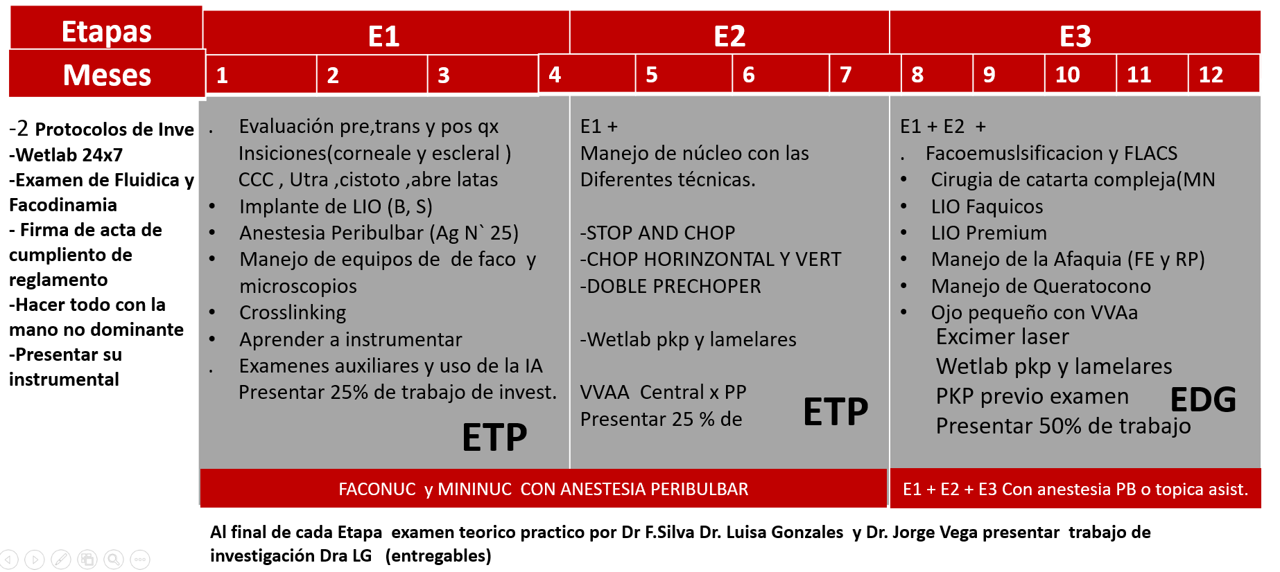 Etapas E1 E2 E3
Meses 1 2 3 4 5 6 7 8 9 10 11 12
-2 Protocolos de Inve
-Wetlab 24x7
-Examen de Fluidica y
Facodinamia
- Firma de acta de
cumpliento de
reglamento
-Hacer todo con la
mano no dominante
-Presentar su
instrumental
. Evaluación pre,trans y pos qx
Insiciones(corneale y escleral )
CCC , Utra ,cistoto ,abre latas
• Implante de LIO (B, S)
• Anestesia Peribulbar (Ag N` 25)
• Manejo de equipos de de faco y
microscopios
• Crosslinking
• Aprender a instrumentar
. Examenes auxiliares y uso de la IA
Presentar 25% de trabajo de invest.
ETP
E1 +
Manejo de núcleo con las
Diferentes técnicas.
-STOP AND CHOP
-CHOP HORINZONTAL Y VERT
-DOBLE PRECHOPER
-Wetlab pkp y lamelares
VVAA Central x PP
Presentar 25 % de
ETP
E1 + E2 +
. Facoemuslsificacion y FLACS
• Cirugia de catarta compleja(MN
• LIO Faquicos
• LIO Premium
• Manejo de la Afaquia (FE y RP)
• Manejo de Queratocono
• Ojo pequeño con VVAa
Excimer laser
Wetlab pkp y lamelares
PKP previo examen
Presentar 50% de trabajo
EDG
FACONUC y MININUC CON ANESTESIA PERIBULBAR
E1 + E2 + E3 Con anestesia PB o topica asist.
Al final de cada Etapa examen teorico practico por Dr F.Silva Dr. Luisa Gonzales y Dr. Jorge Vega presentar trabajo de
investigación Dra LG (entregables)